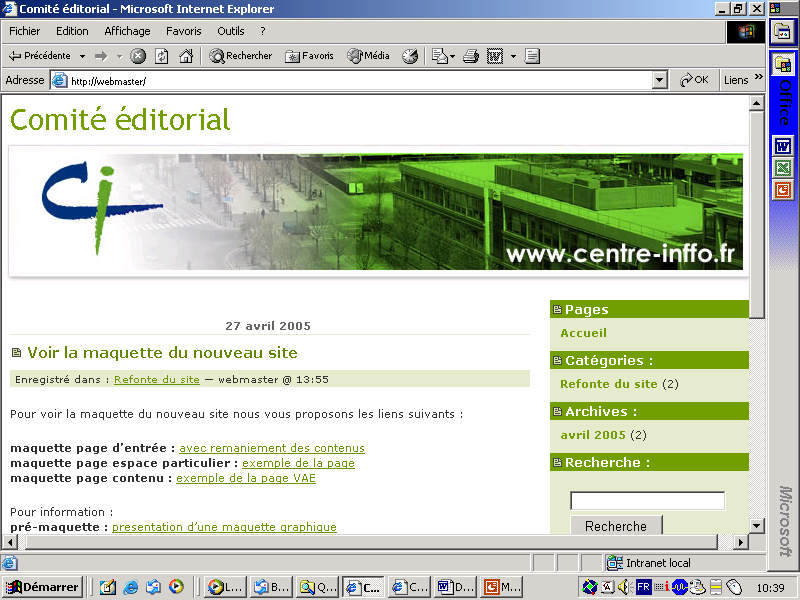 Comité éditorial - Microsoft Internet Explorer
Fichier Edition Affichage Favoris Outils ?
Précédente Rechercher Favoris Média
Adresse http://webmaster/ OK Liens »
Office
Comité éditorial
Ci
www.centre-inffo.fr
27 avril 2005
Voir la maquette du nouveau site
Enregistré dans : Refonte du site — webmaster @ 13:55
Pour voir la maquette du nouveau site nous vous proposons les liens suivants :
maquette page d'entrée : avec remaniement des contenus
maquette page espace particulier : exemple de la page
maquette page contenu : exemple de la page VAE
Pour information :
pré-maquette : presentation d'une maquette graphique
Pages
Accueil
Catégories :
Refonte du site (2)
Archives :
avril 2005 (2)
Recherche :
Recherche
Microsoft
Intranet local
Démarrer L... B... Q... C... C... D... M... FR 10:39